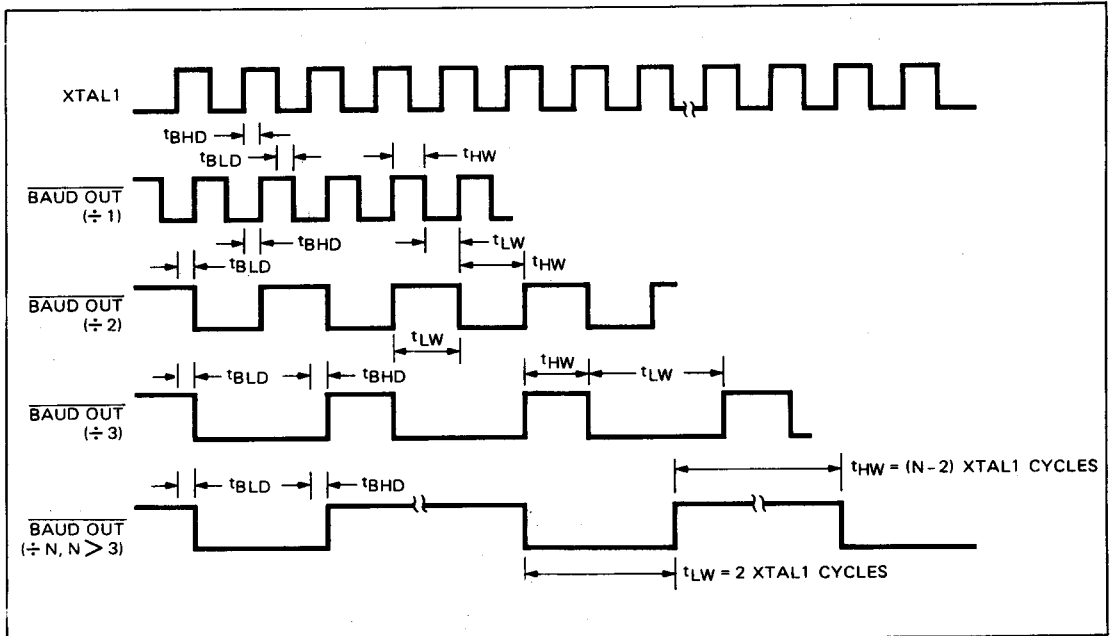 XTAL1
tBHD
tBLD
tHW
BAUD OUT
(÷1)
tBHD
tLW
tBLD
tHW
BAUD OUT
(÷2)
tLW
tBLD
tBHD
tHW
tLW
BAUD OUT
(÷3)
tHW = (N-2) XTAL1 CYCLES
tBLD
tBHD
BAUD OUT
(÷N, N > 3)
tLW = 2 XTAL1 CYCLES